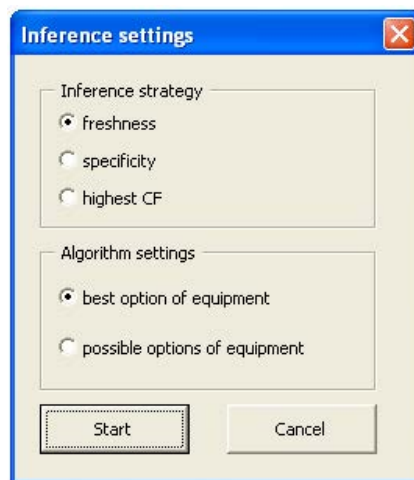 Inference settings
Inference strategy
freshness
specificity
highest CF
Algorithm settings
best option of equipment
possible options of equipment
Start
Cancel